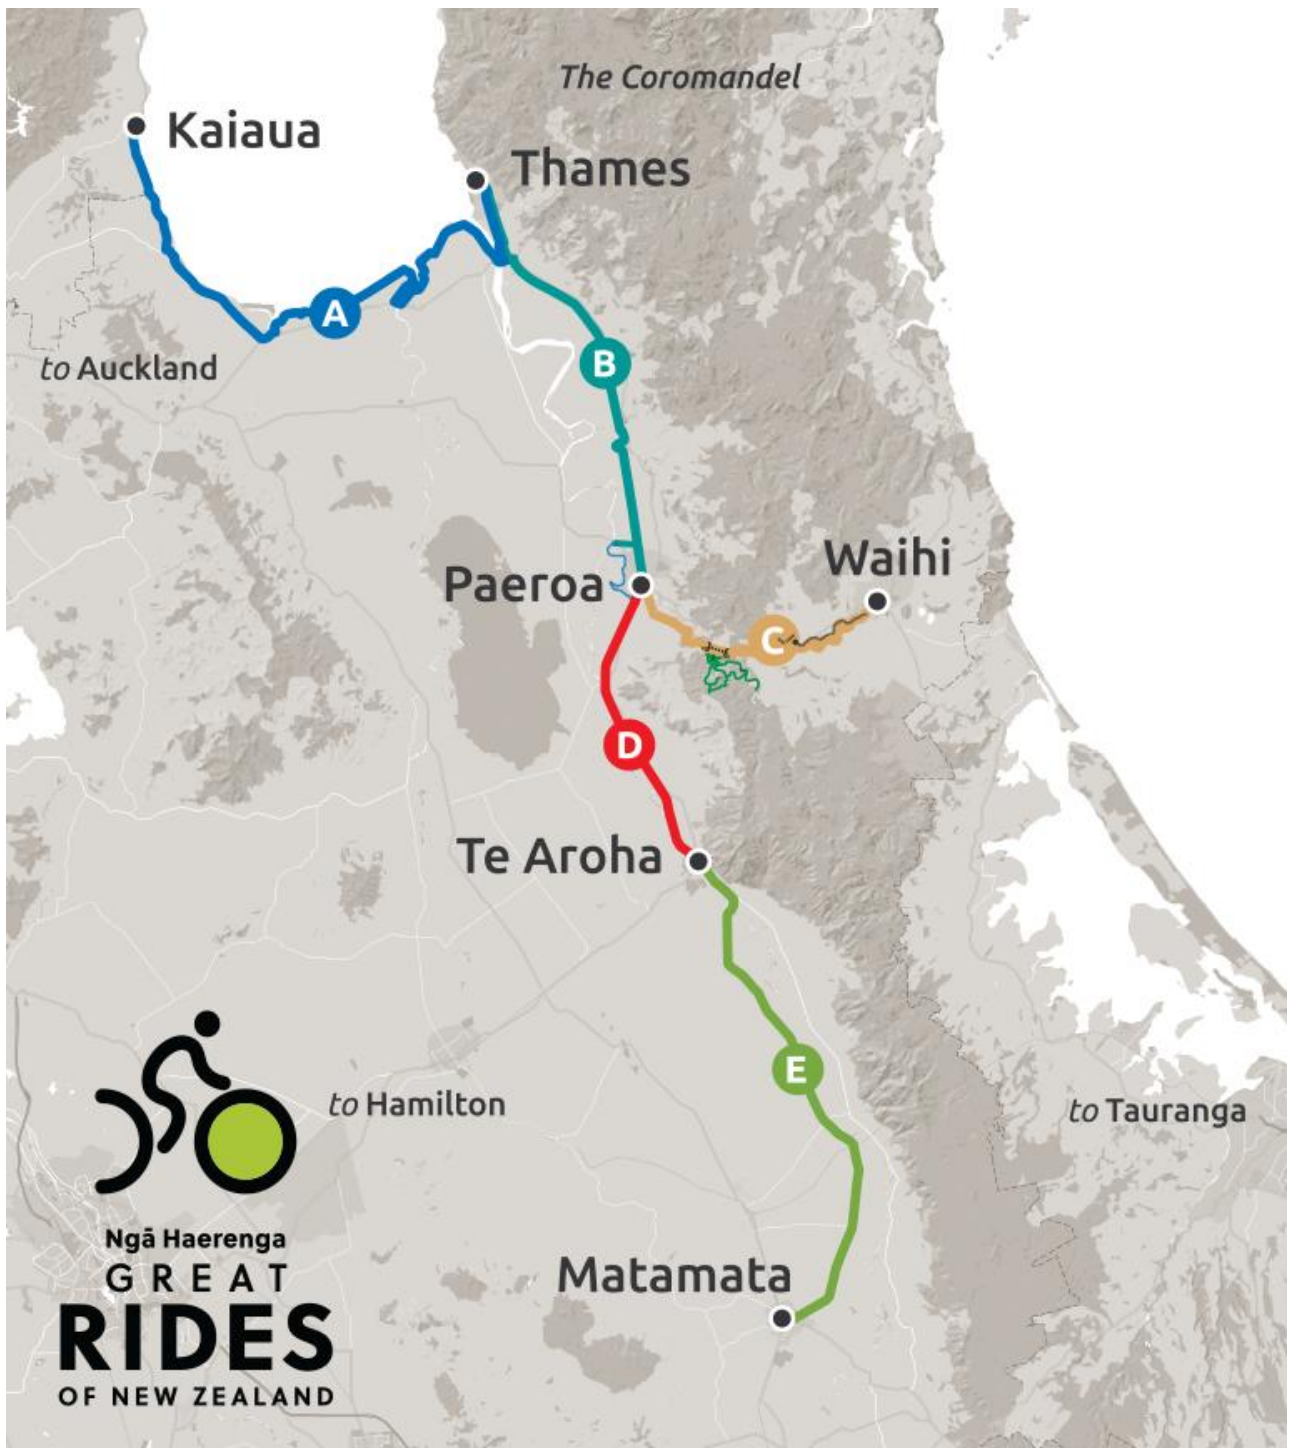 The Coromandel
Kaiaua
Thames
A
B
to Auckland
Waihi
Paeroa
C
D
Te Aroha
E
to Hamilton
to Tauranga
Ngā Haerenga
GREAT
RIDES
OF NEW ZEALAND
Matamata